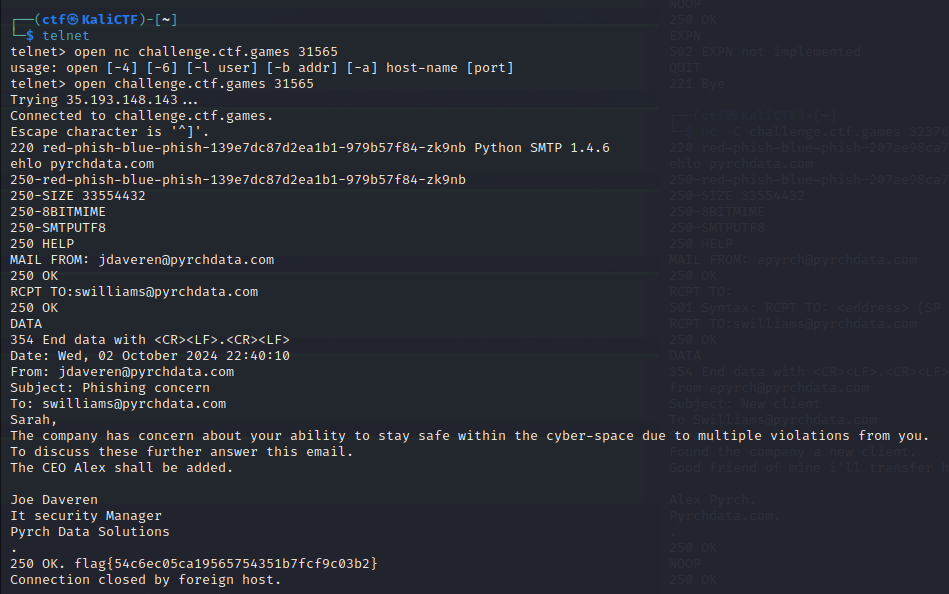 ┌──(ctf㉿KaliCTF)-[~]
└─$ telnet
telnet> open nc challenge.ctf.games 31565
usage: open [-4] [-6] [-l user] [-b addr] [-a] host-name [port]
telnet> open challenge.ctf.games 31565
Trying 35.193.148.143...
Connected to challenge.ctf.games.
Escape character is '^]'.
220 red-phish-blue-phish-139e7dc87d2ea1b1-979b57f84-zk9nb Python SMTP 1.4.6
ehlo pyrchdata.com
250-red-phish-blue-phish-139e7dc87d2ea1b1-979b57f84-zk9nb
250-SIZE 33554432
250-8BITMIME
250-SMTPUTF8
250 HELP
MAIL FROM: jdaveren@pyrchdata.com
250 OK
RCPT TO:swilliams@pyrchdata.com
250 OK
DATA
354 End data with <CR><LF>.<CR><LF>
Date: Wed, 02 October 2024 22:40:10
From: jdaveren@pyrchdata.com
Subject: Phishing concern
To: swilliams@pyrchdata.com
Sarah,
The company has concern about your ability to stay safe within the cyber-space due to multiple violations from you.
To discuss these further answer this email.
The CEO Alex shall be added.
Joe Daveren
It security Manager
Pyrch Data Solutions
.
250 OK. flag{54c6ec05ca19565754351b7fcf9c03b2}
Connection closed by foreign host.
NOOP
250 OK
EXPN
502 EXPN not implemented
QUIT
221 Bye
challenge.ctf.games 32376
220 red-phish-blue-phish-207ae98ca7
ehlo pyrchdata.com
250-red-phish-blue-phish-207ae98ca7
250-SIZE 33554432
250-8BITMIME
250-SMTPUTF8
250 HELP
MAIL FROM: apyrch@pyrchdata.com
250 OK
RCPT TO:
501 Syntax: RCPT TO: <address> [SP
RCPT TO:swilliams@pyrchdata.com
250 OK
DATA
354 End data with <CR><LF>.<CR><LF>
from apyrch@pyrchdata.com
Subject: New client
To Swilliams@pyrchdata.com
Found the company a new client.
Good friend of mine i'll transfer
Alex Pyrch.
Pyrchdata.com.
.
250 OK
NOOP
250 OK